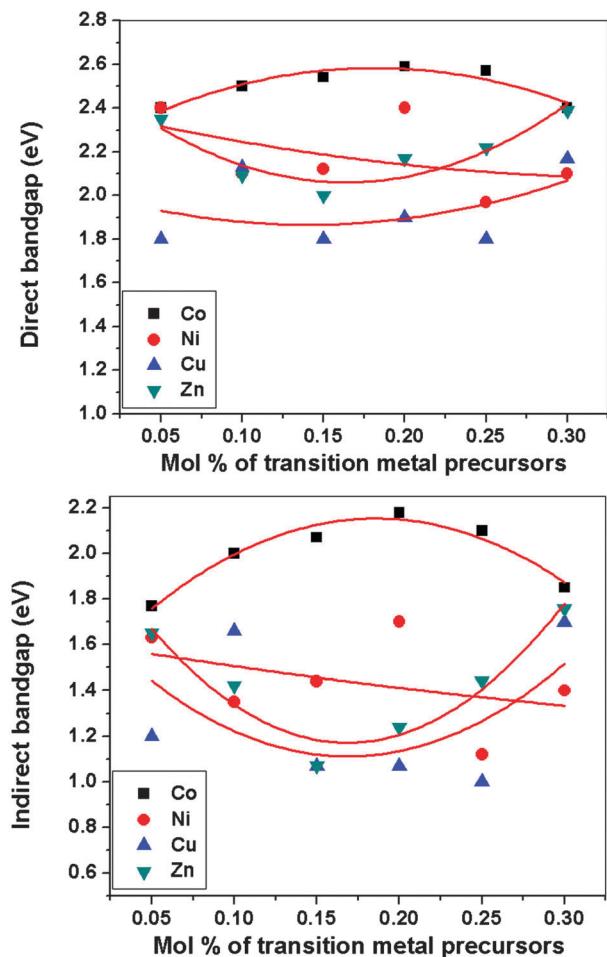 Direct bandgap (eV)
2.8
2.6
2.4
2.2
2.0
1.8
1.6
1.4
1.2
1.0
Co
Ni
Cu
Zn
0.05 0.10 0.15 0.20 0.25 0.30
Mol % of transition metal precursors
Indirect bandgap (eV)
2.2
2.0
1.8
1.6
1.4
1.2
1.0
0.8
0.6
Co
Ni
Cu
Zn
0.05 0.10 0.15 0.20 0.25 0.30
Mol % of transition metal precursors